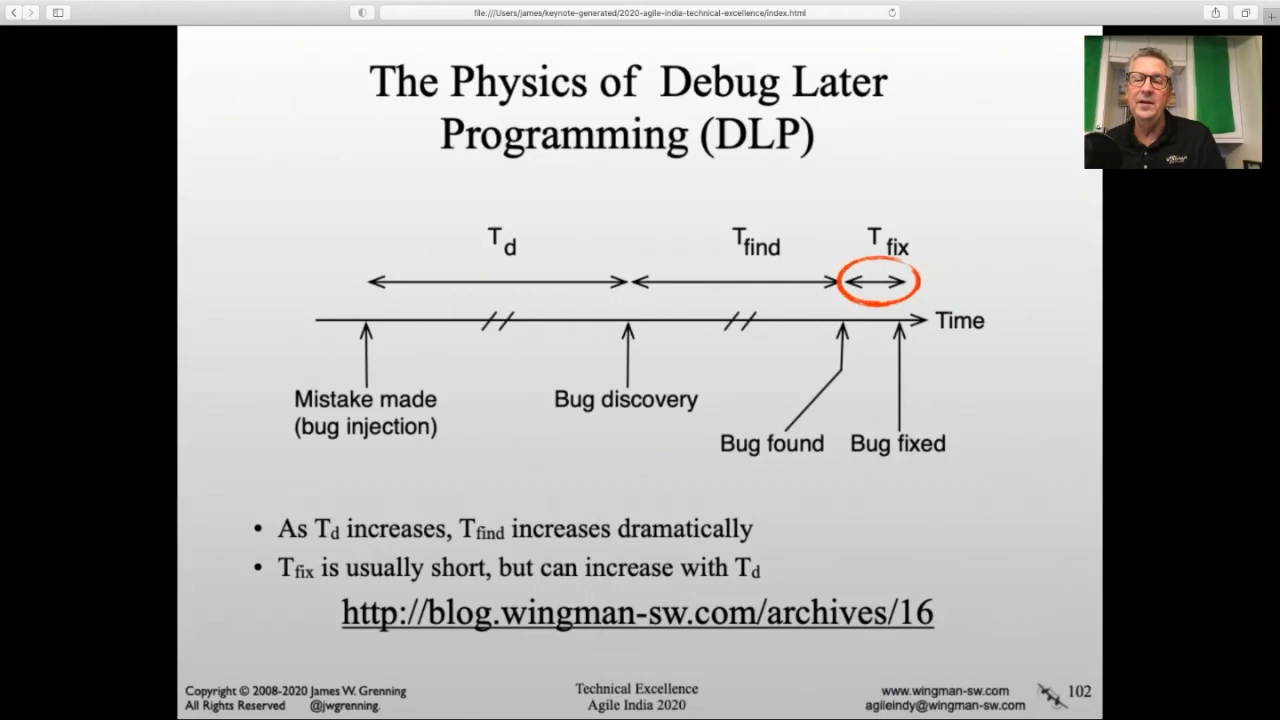 file:///Users/james/keynote-generated/2020-agile-india-technical-excellence/index.html
The Physics of Debug Later
Programming (DLP)
Td
Tfind
Tfix
Time
Mistake made
(bug injection)
Bug discovery
Bug found
Bug fixed
• As Td increases, Tfind increases dramatically
• Tfix is usually short, but can increase with Td
http://blog.wingman-sw.com/archives/16
Copyright © 2008-2020 James W. Grenning
All Rights Reserved @jwgrenning.
Technical Excellence
Agile India 2020
www.wingman-sw.com
agileindy@wingman-sw.com
102